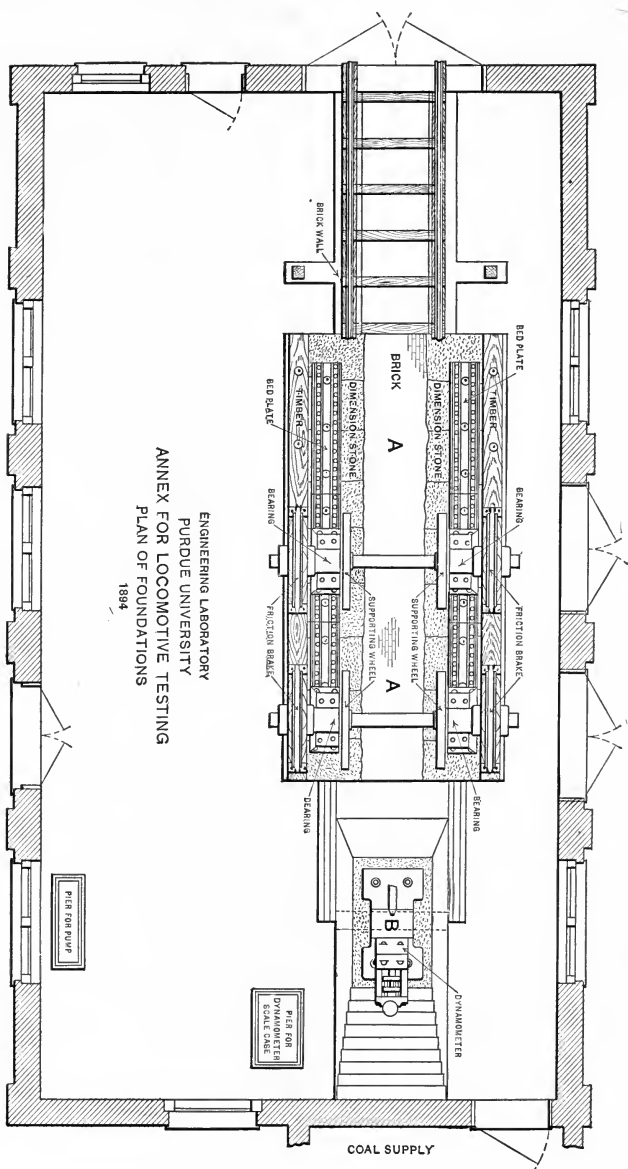 BRICK WALL
BED PLATE
BRICK
DIMENSION STONE
DIMENSION STONE
TIMBER
TIMBER
BED PLATE
A
BEARING
BEARING
SUPPORTING WHEEL
SUPPORTING WHEEL
FRICTION BRAKE
FRICTION BRAKE
A
BEARING
BEARING
ENGINEERING LABORATORY
PURDUE UNIVERSITY
ANNEX FOR LOCOMOTIVE TESTING
PLAN OF FOUNDATIONS
1894
B
DYNAMOMETER
PIER FOR PUMP
PIER FOR
DYNAMOMETER
SCALE CASE
COAL SUPPLY